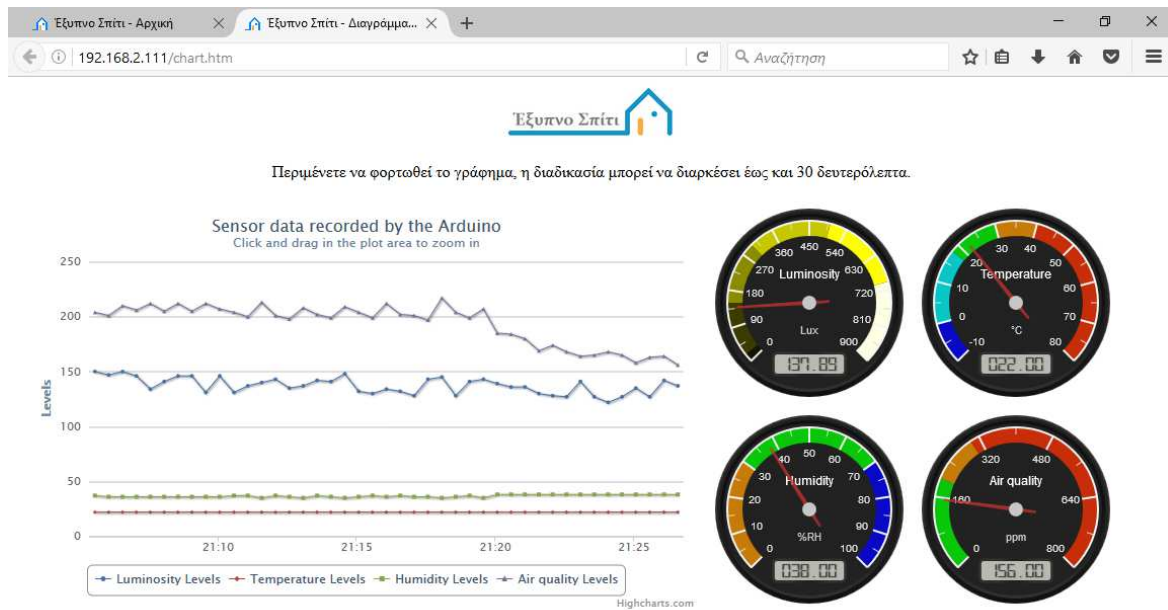 Έξυπνο Σπίτι - Αρχική
Έξυπνο Σπίτι - Διαγράμμα...
192.168.2.111/chart.htm
Αναζήτηση
Έξυπνο Σπίτι
Περιμένετε να φορτωθεί το γράφημα, η διαδικασία μπορεί να διαρκέσει έως και 30 δευτερόλεπτα.
Sensor data recorded by the Arduino
Click and drag in the plot area to zoom in
Levels
250
200
150
100
50
0
21:10 21:15 21:20 21:25
Luminosity Levels Temperature Levels Humidity Levels Air quality Levels
Highcharts.com
0 90 180 270 360 450 540 630 720 810 900
Luminosity
Lux
137.89
-10 0 10 20 30 40 50 60 70 80
Temperature
°C
022.00
0 10 20 30 40 50 60 70 80 90 100
Humidity
%RH
038.00
0 160 320 480 640 800
Air quality
ppm
156.00